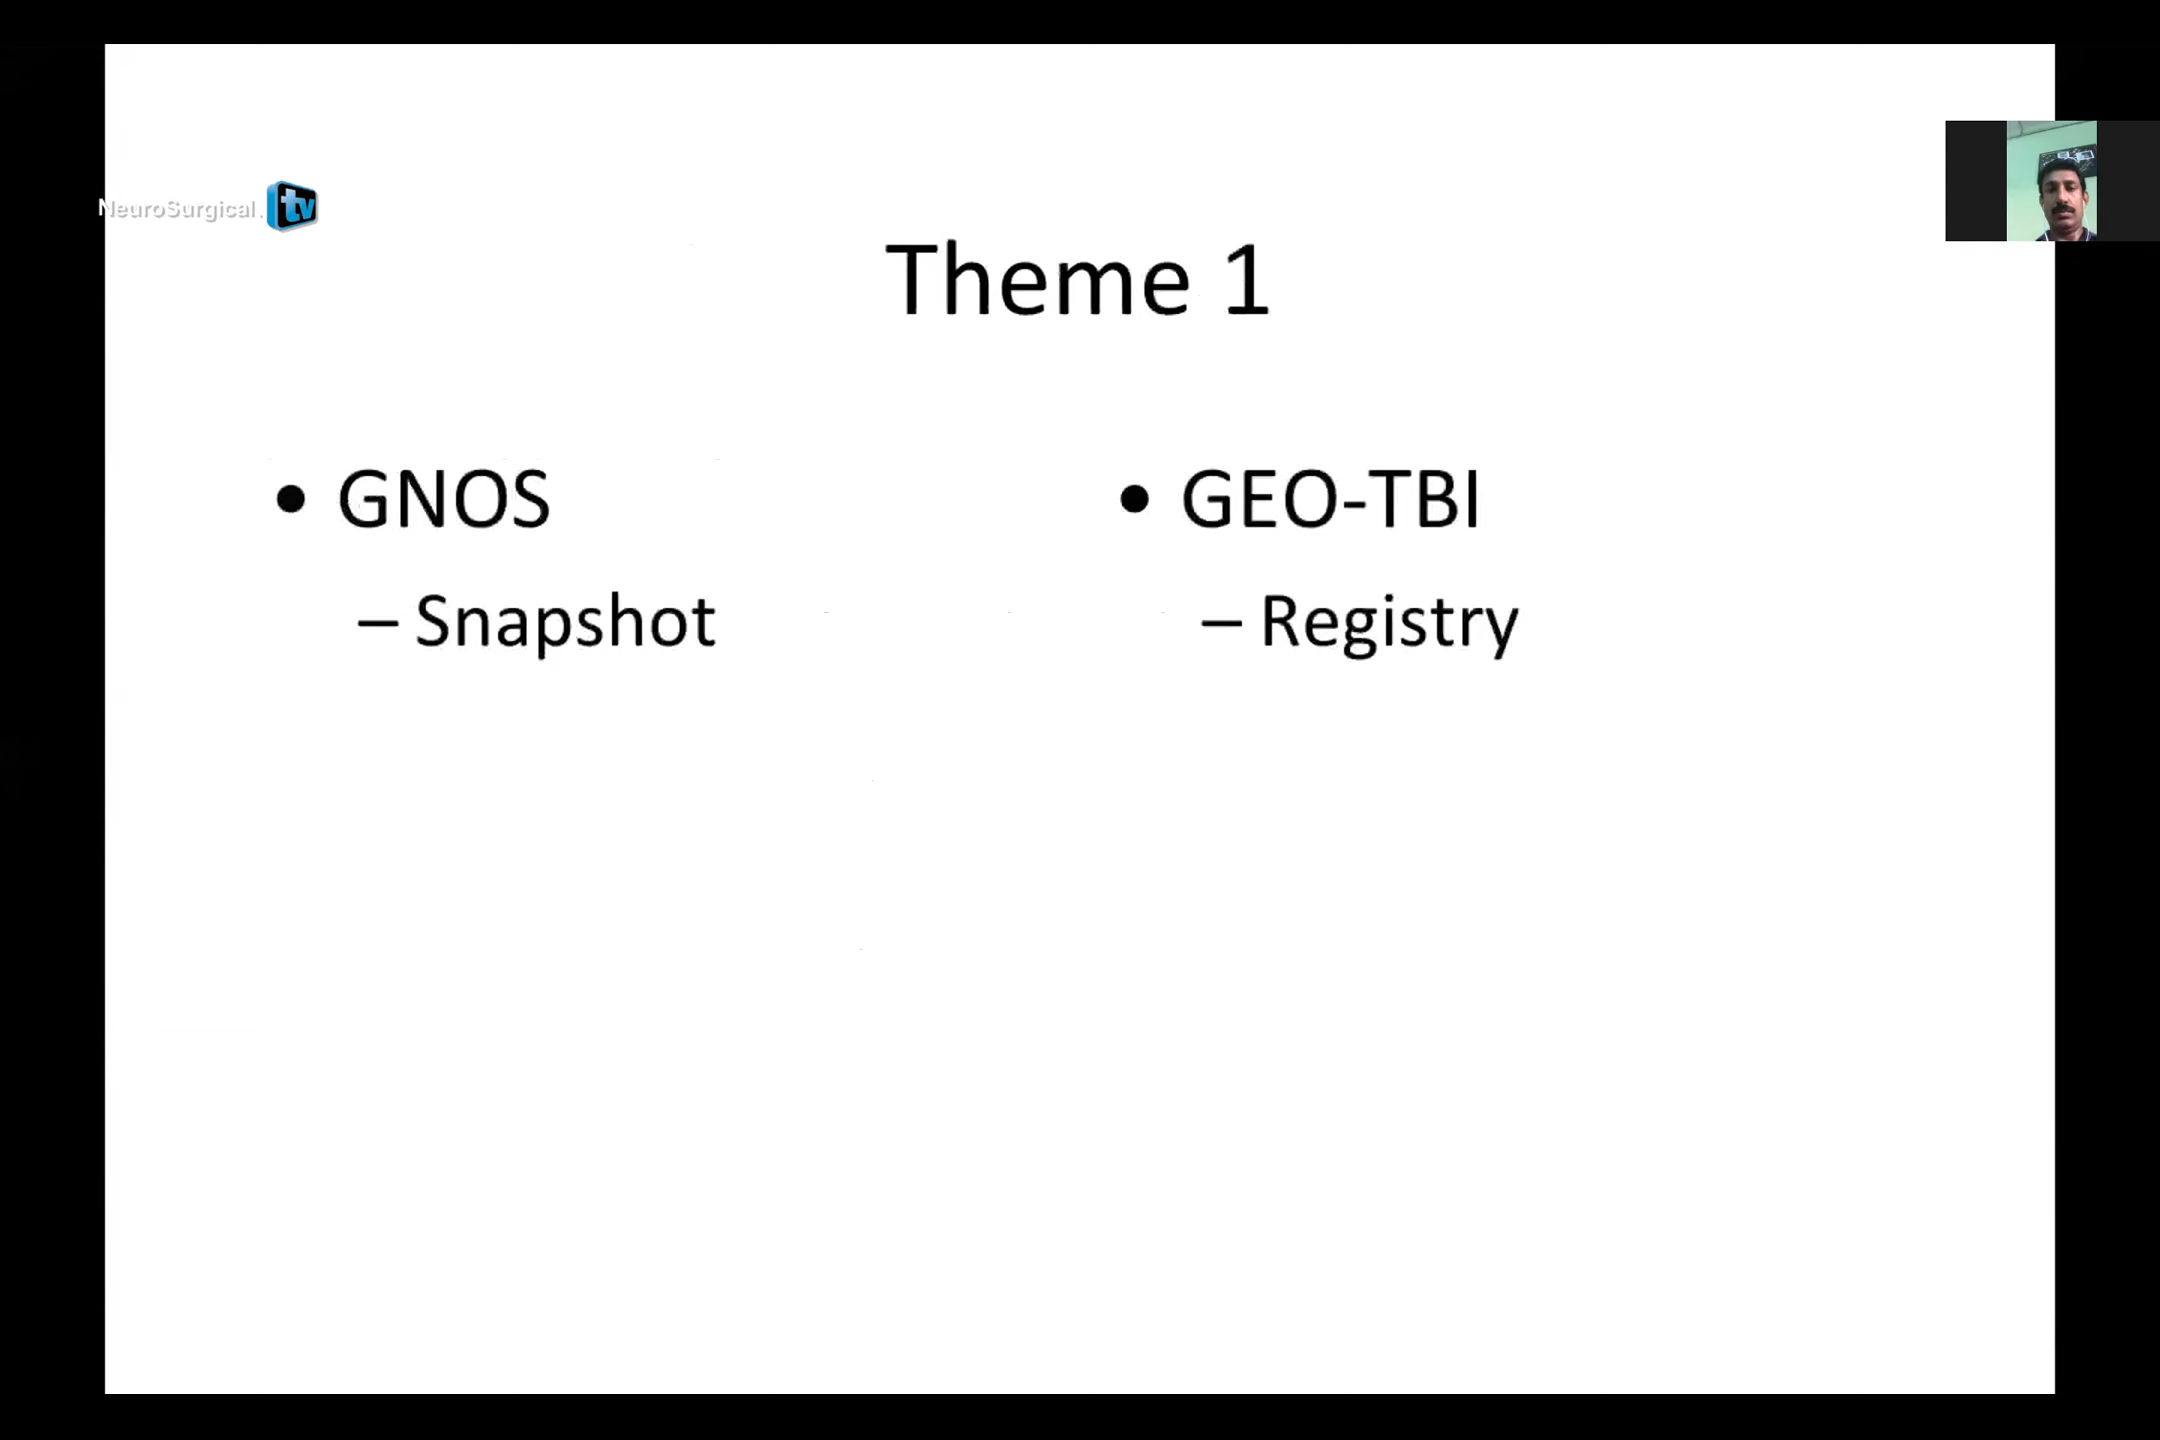 NeuroSurgical.tv
Theme 1
• GNOS
– Snapshot
• GEO-TBI
– Registry